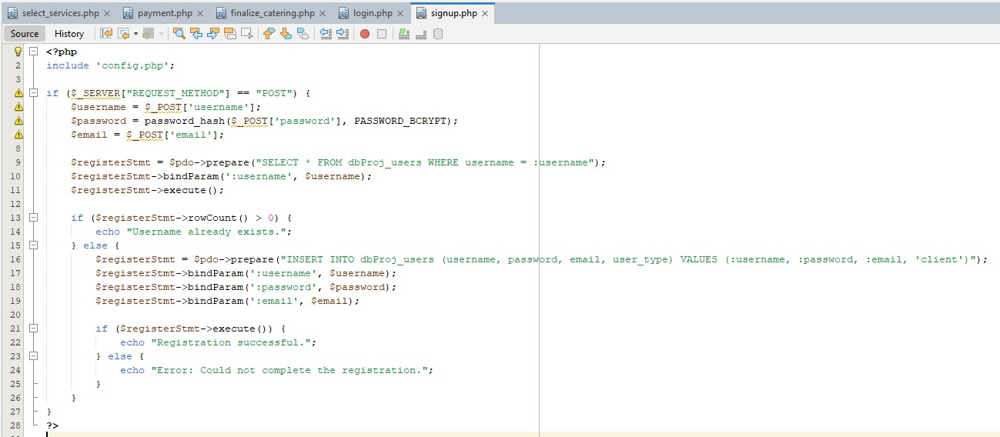 select_services.php payment.php finalize_catering.php login.php signup.php
Source History
<?php
2 include 'config.php';
3
if ($_SERVER["REQUEST_METHOD"] == "POST") {
$username = $_POST['username'];
$password = password_hash($_POST['password'], PASSWORD_BCRYPT);
$email = $_POST['email'];
8
9 $registerStmt = $pdo->prepare("SELECT * FROM dbProj_users WHERE username = :username");
10 $registerStmt->bindParam(':username', $username);
11 $registerStmt->execute();
12
13 if ($registerStmt->rowCount() > 0) {
14 echo "Username already exists.";
15 } else {
16 $registerStmt = $pdo->prepare("INSERT INTO dbProj_users (username, password, email, user_type) VALUES (:username, :password, :email, 'client')");
17 $registerStmt->bindParam(':username', $username);
18 $registerStmt->bindParam(':password', $password);
19 $registerStmt->bindParam(':email', $email);
20
21 if ($registerStmt->execute()) {
22 echo "Registration successful.";
23 } else {
24 echo "Error: Could not complete the registration.";
25 }
26 }
27 }
28 ?>